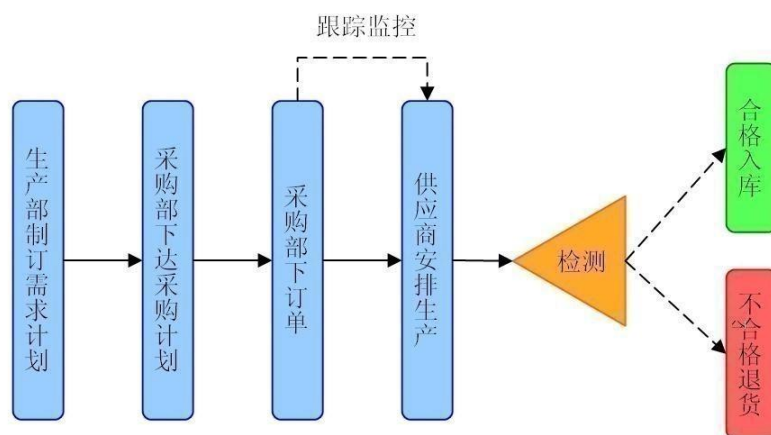 跟踪监控
生产部制订需求计划
采购部下达采购计划
采购部下订单
供应商安排生产
检测
合格入库
不合格退货